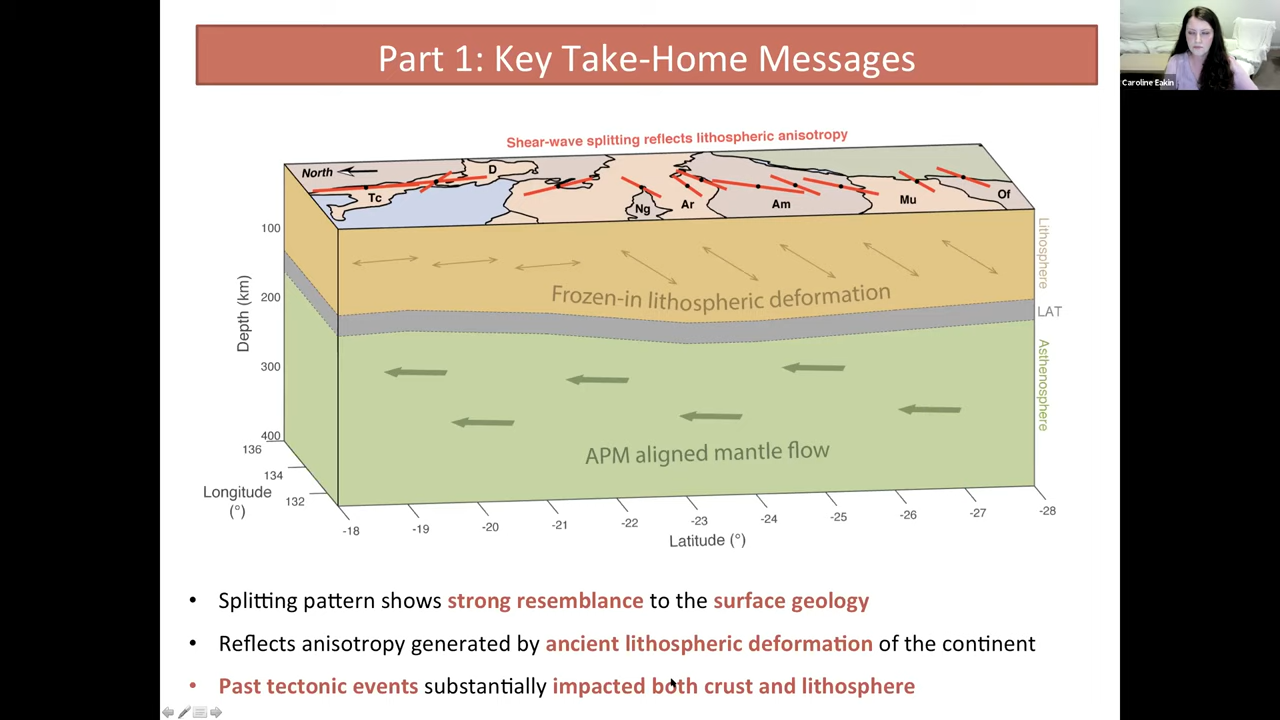 Part 1: Key Take-Home Messages
Caroline Eakin
Shear-wave splitting reflects lithospheric anisotropy
North
D
Tc
Ng
Ar
Am
Mu
Of
100
200
300
400
Depth (km)
Lithosphere
LAT
Asthenosphere
Frozen-in lithospheric deformation
APM aligned mantle flow
136
134
132
Longitude
(°)
-18
-19
-20
-21
-22
-23
-24
-25
-26
-27
-28
Latitude (°)
• Splitting pattern shows strong resemblance to the surface geology
• Reflects anisotropy generated by ancient lithospheric deformation of the continent
• Past tectonic events substantially impacted both crust and lithosphere